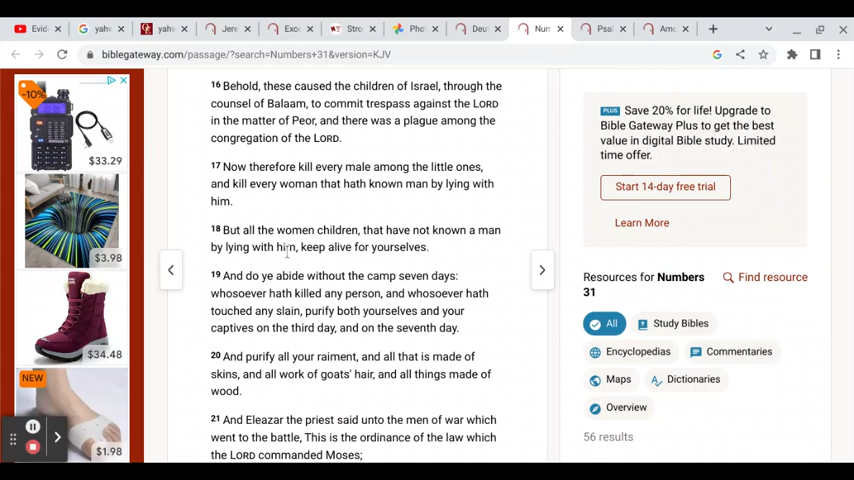 Evid
yahv
yahv
Jere
Exoc
Stro
Pho
Deut
Num
Psal
Amo
biblegateway.com/passage/?search=Numbers+31&version=KJV
-10%
$33.29
$3.98
$34.48
NEW
$1.98
16 Behold, these caused the children of Israel, through the
counsel of Balaam, to commit trespass against the LORD
in the matter of Peor, and there was a plague among the
congregation of the LORD.
17 Now therefore kill every male among the little ones,
and kill every woman that hath known man by lying with
him.
18 But all the women children, that have not known a man
by lying with him, keep alive for yourselves.
19 And do ye abide without the camp seven days:
whosoever hath killed any person, and whosoever hath
touched any slain, purify both yourselves and your
captives on the third day, and on the seventh day.
20 And purify all your raiment, and all that is made of
skins, and all work of goats' hair, and all things made of
wood.
21 And Eleazar the priest said unto the men of war which
went to the battle, This is the ordinance of the law which
the LORD commanded Moses;
PLUS Save 20% for life! Upgrade to
Bible Gateway Plus to get the best
value in digital Bible study. Limited
time offer.
Start 14-day free trial
Learn More
Resources for Numbers
31
Find resource
All
Study Bibles
Encyclopedias
Commentaries
Maps
Dictionaries
Overview
56 results